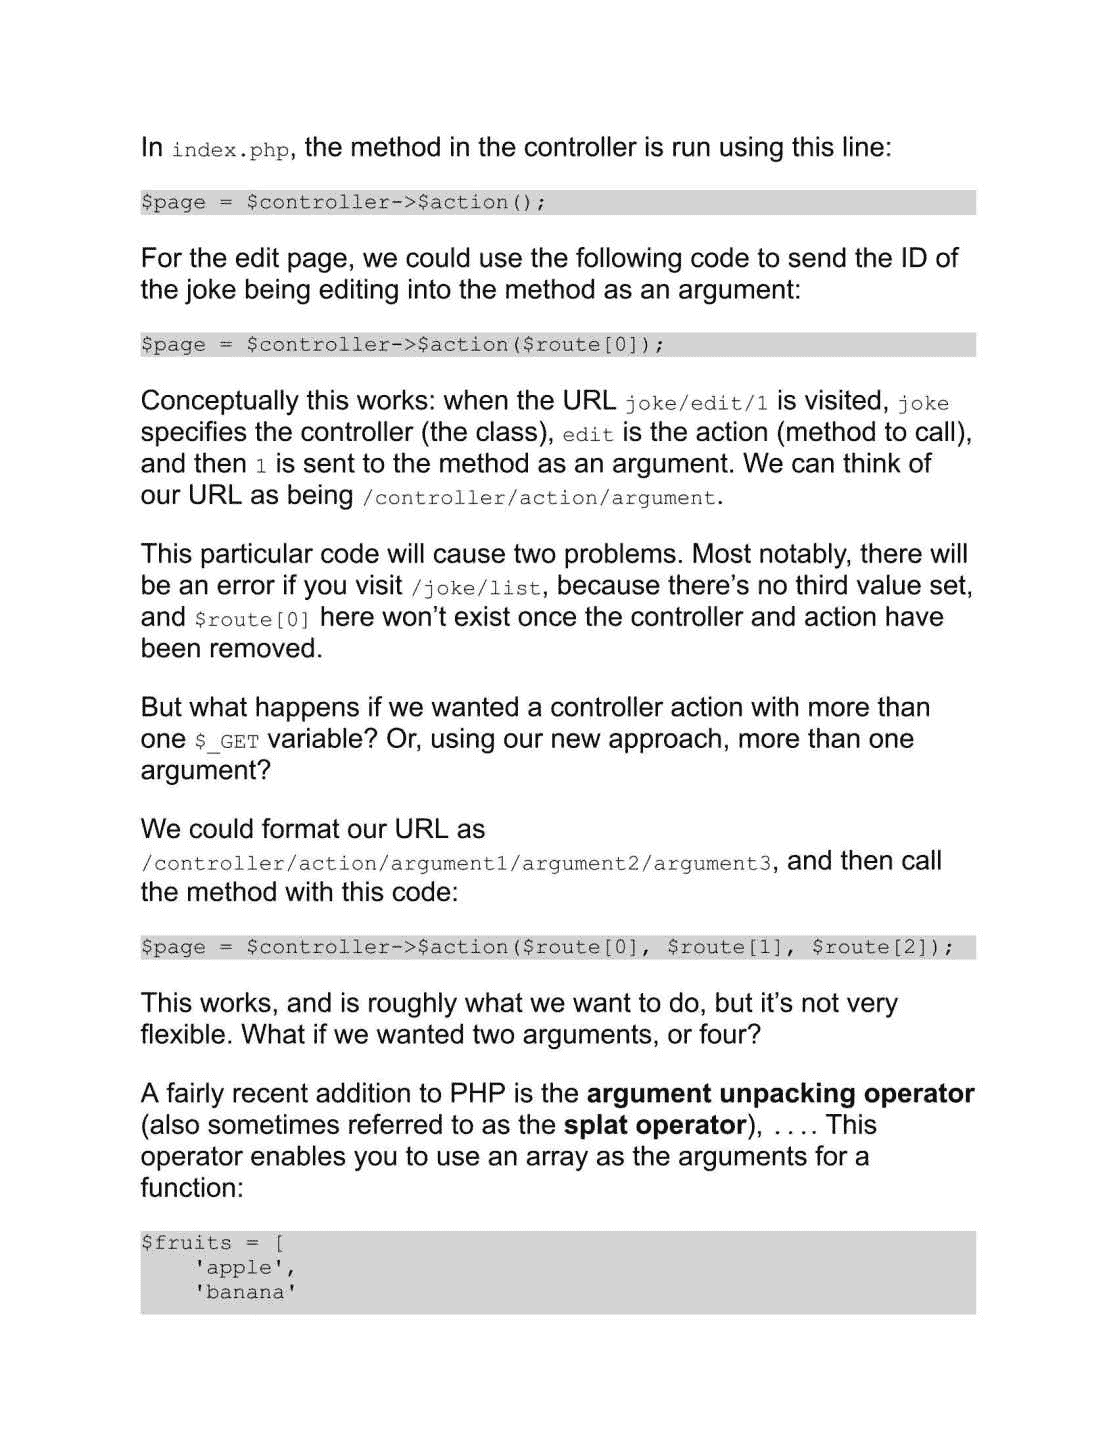 In index.php, the method in the controller is run using this line:
$page = $controller->$action();
For the edit page, we could use the following code to send the ID of
the joke being editing into the method as an argument:
$page = $controller->$action($route[0]);
Conceptually this works: when the URL joke/edit/1 is visited, joke
specifies the controller (the class), edit is the action (method to call),
and then 1 is sent to the method as an argument. We can think of
our URL as being /controller/action/argument.
This particular code will cause two problems. Most notably, there will
be an error if you visit /joke/list, because there’s no third value set,
and $route[0] here won’t exist once the controller and action have
been removed.
But what happens if we wanted a controller action with more than
one $_GET variable? Or, using our new approach, more than one
argument?
We could format our URL as
/controller/action/argument1/argument2/argument3, and then call
the method with this code:
$page = $controller->$action($route[0], $route[1], $route[2]);
This works, and is roughly what we want to do, but it’s not very
flexible. What if we wanted two arguments, or four?
A fairly recent addition to PHP is the argument unpacking operator
(also sometimes referred to as the splat operator), .... This
operator enables you to use an array as the arguments for a
function:
$fruits = [
    'apple',
    'banana'